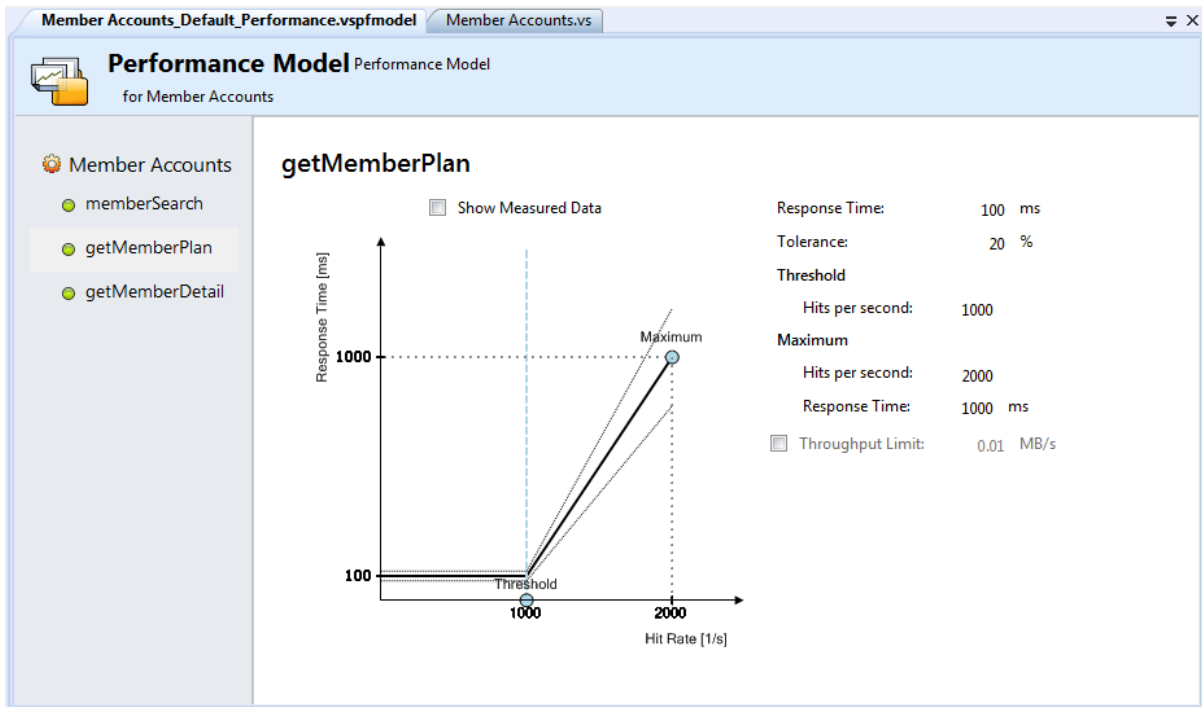 Member Accounts_Default_Performance.vspfmodel
Member Accounts.vs
Performance Model Performance Model
for Member Accounts
Member Accounts
memberSearch
getMemberPlan
getMemberDetail
getMemberPlan
Show Measured Data
Response Time [ms]
Maximum
1000
100
Threshold
1000
2000
Hit Rate [1/s]
Response Time: 100 ms
Tolerance: 20 %
Threshold
Hits per second: 1000
Maximum
Hits per second: 2000
Response Time: 1000 ms
Throughput Limit: 0.01 MB/s